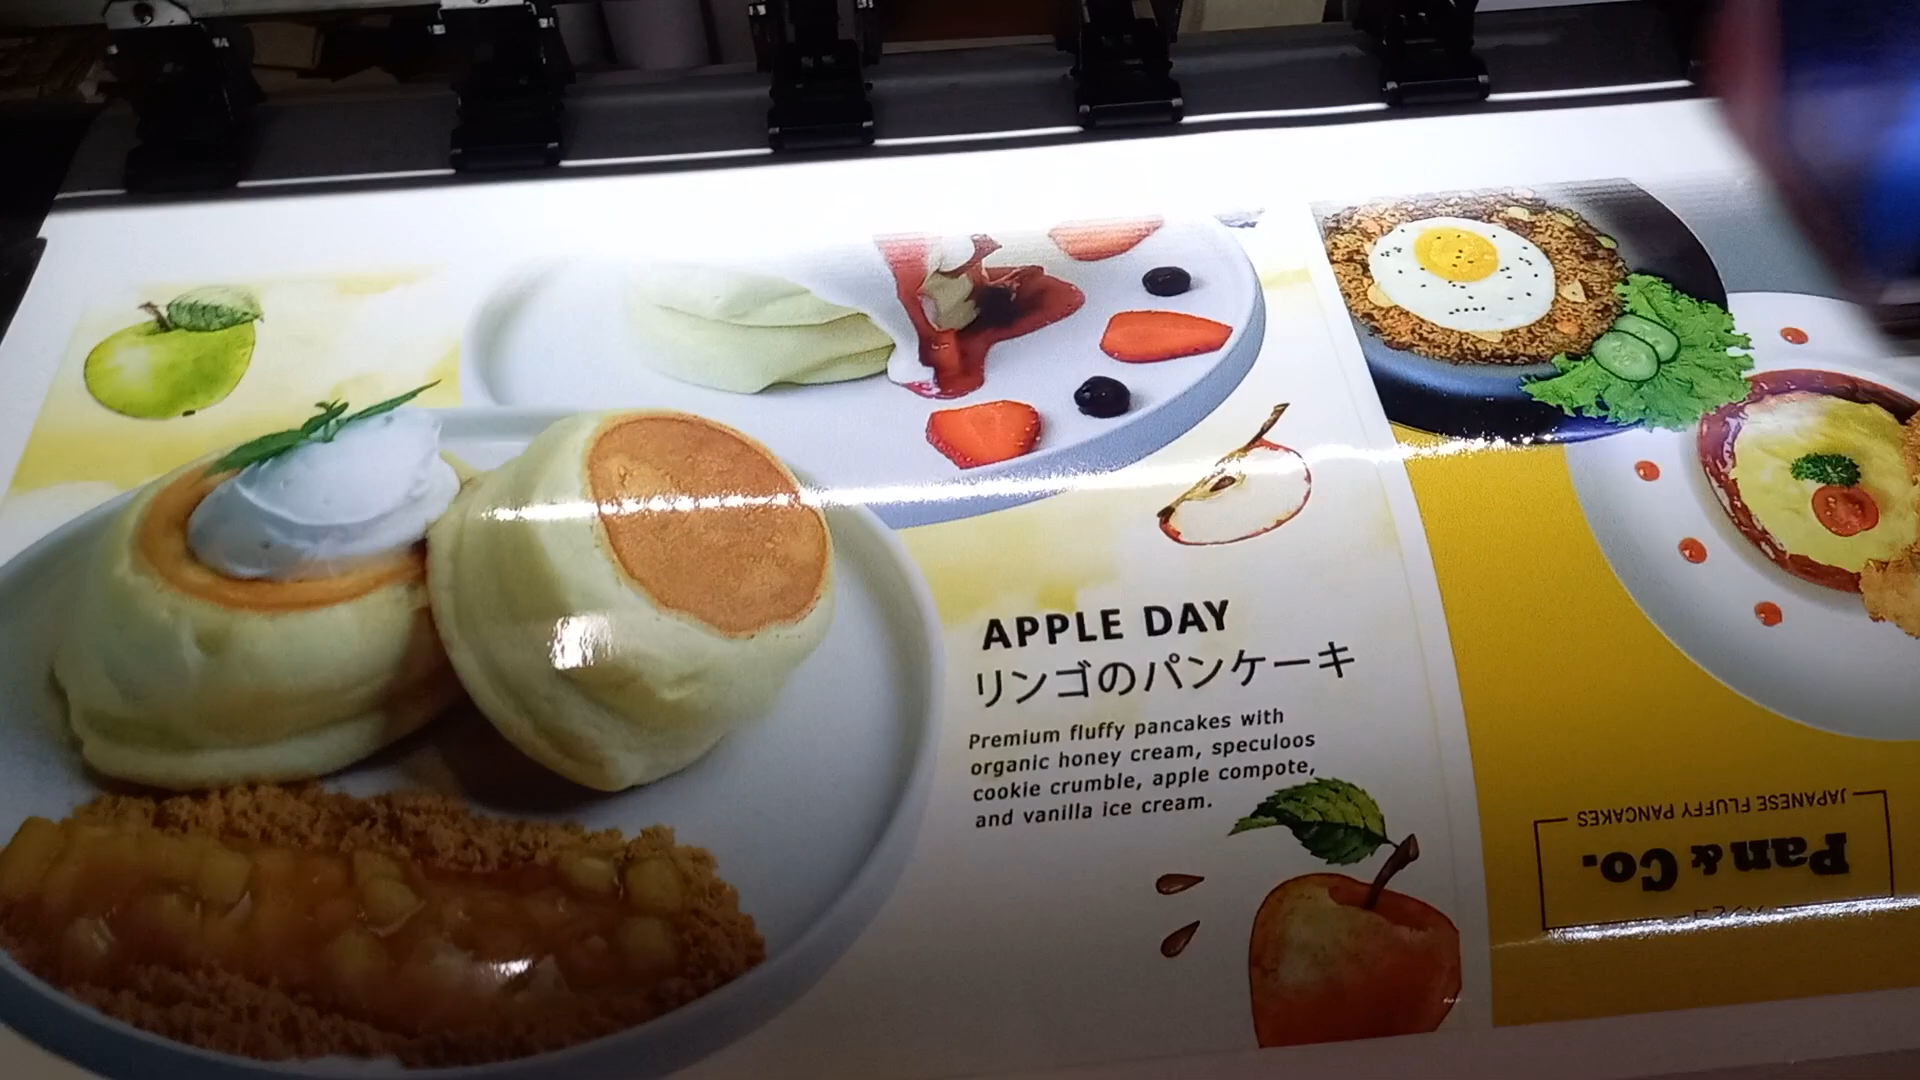 APPLE DAY
リンゴのパンケーキ
Premium fluffy pancakes with
organic honey cream, speculoos
cookie crumble, apple compote,
and vanilla ice cream.
Pan & Co.
JAPANESE FLUFFY PANCAKES